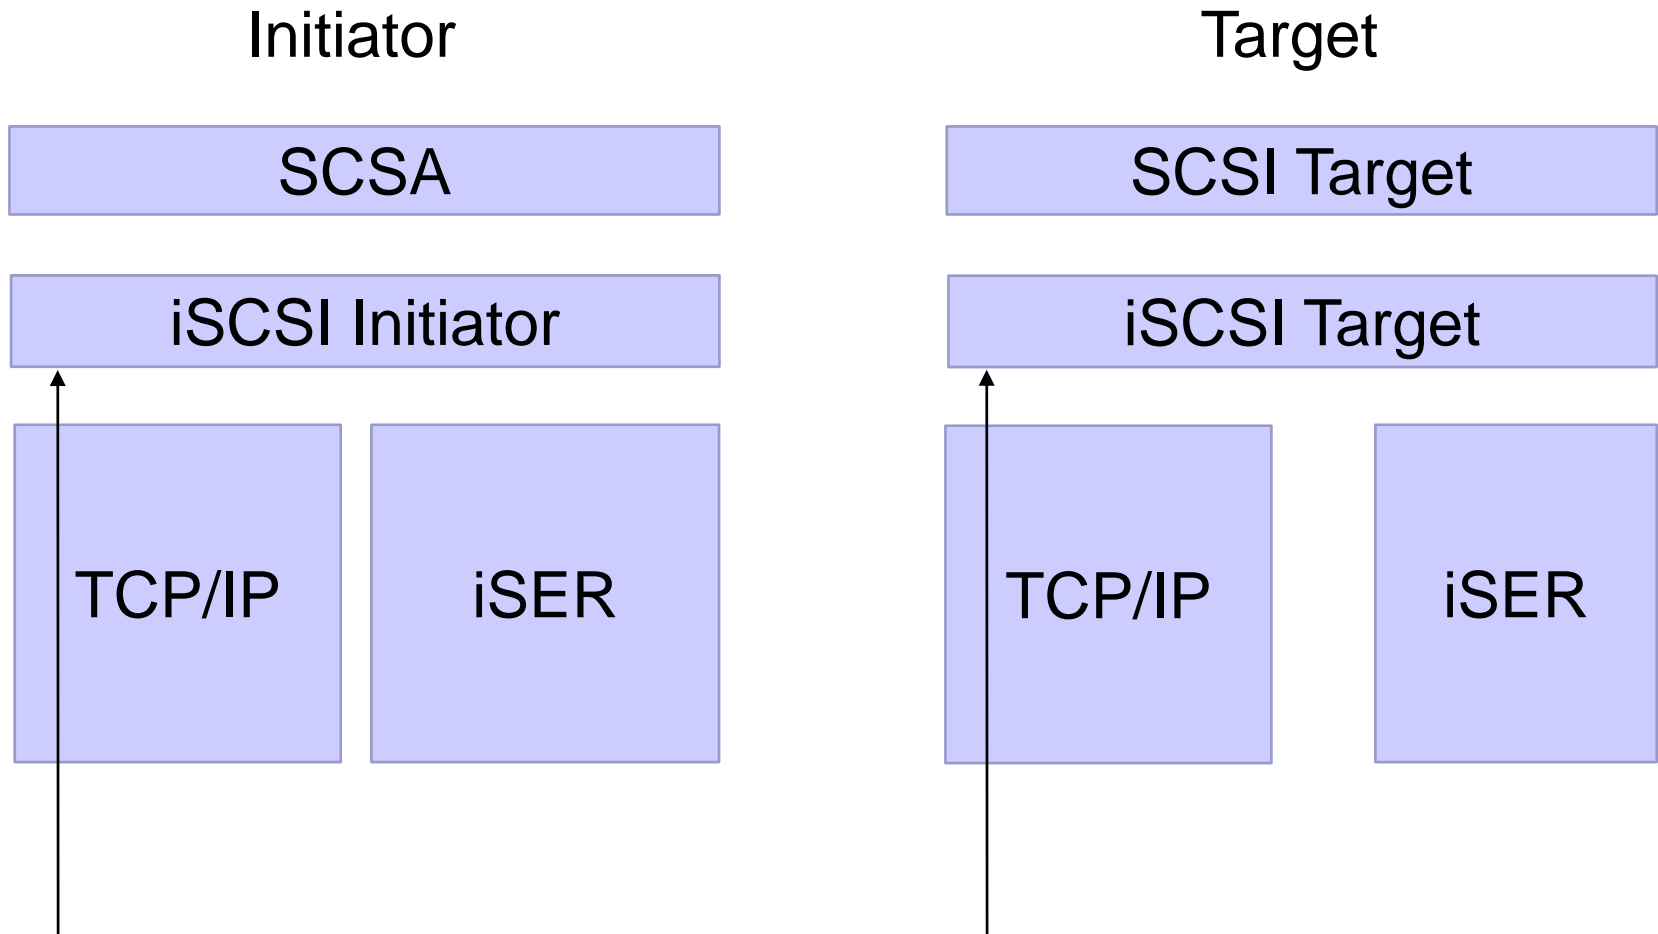 Initiator
Target
SCSA
SCSI Target
iSCSI Initiator
iSCSI Target
TCP/IP
iSER
TCP/IP
iSER